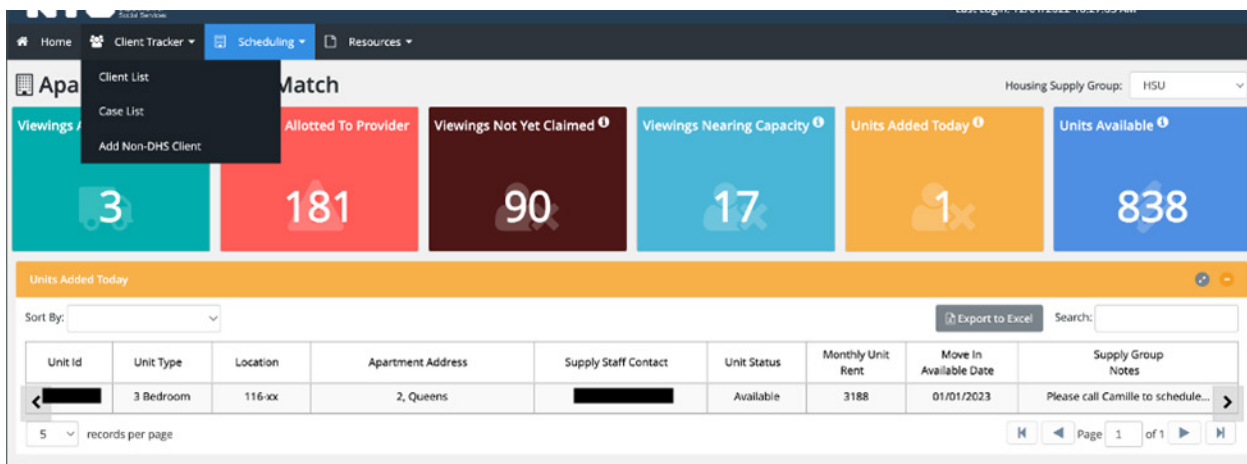 Social Services
Home Client Tracker Scheduling Resources
Client List
Case List
Add Non-DHS Client
Apa
Match
Housing Supply Group: HSU
Viewings
3
Allotted To Provider
181
Viewings Not Yet Claimed
90
Viewings Nearing Capacity
17
Units Added Today
1
Units Available
838
Units Added Today
Sort By:
Export to Excel
Search:
Unit Id Unit Type Location Apartment Address Supply Staff Contact Unit Status Monthly Unit Rent Move In Available Date Supply Group Notes
3 Bedroom 116-xx 2, Queens Available 3188 01/01/2023 Please call Camille to schedule...
5 records per page
Page 1 of 1